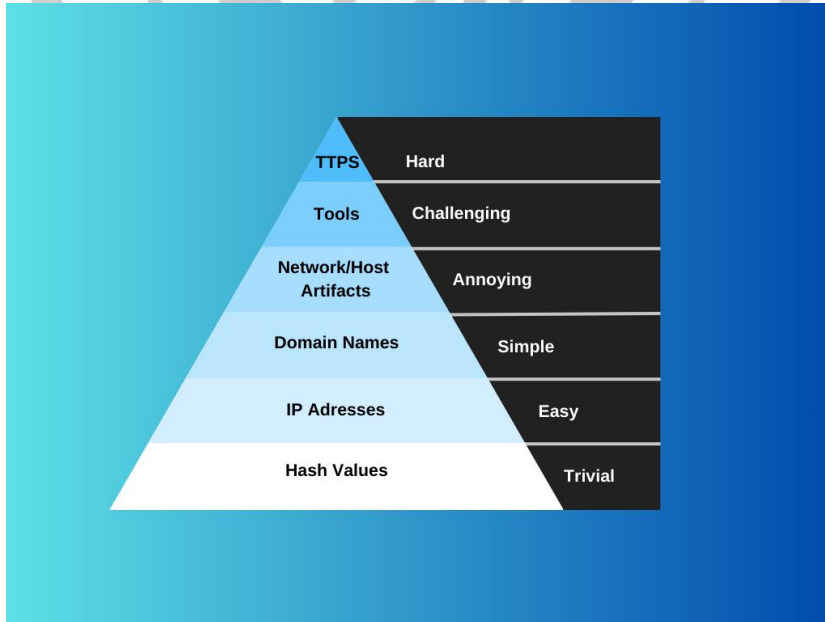 TTPS
Hard
Tools
Challenging
Network/Host
Artifacts
Annoying
Domain Names
Simple
IP Adresses
Easy
Hash Values
Trivial